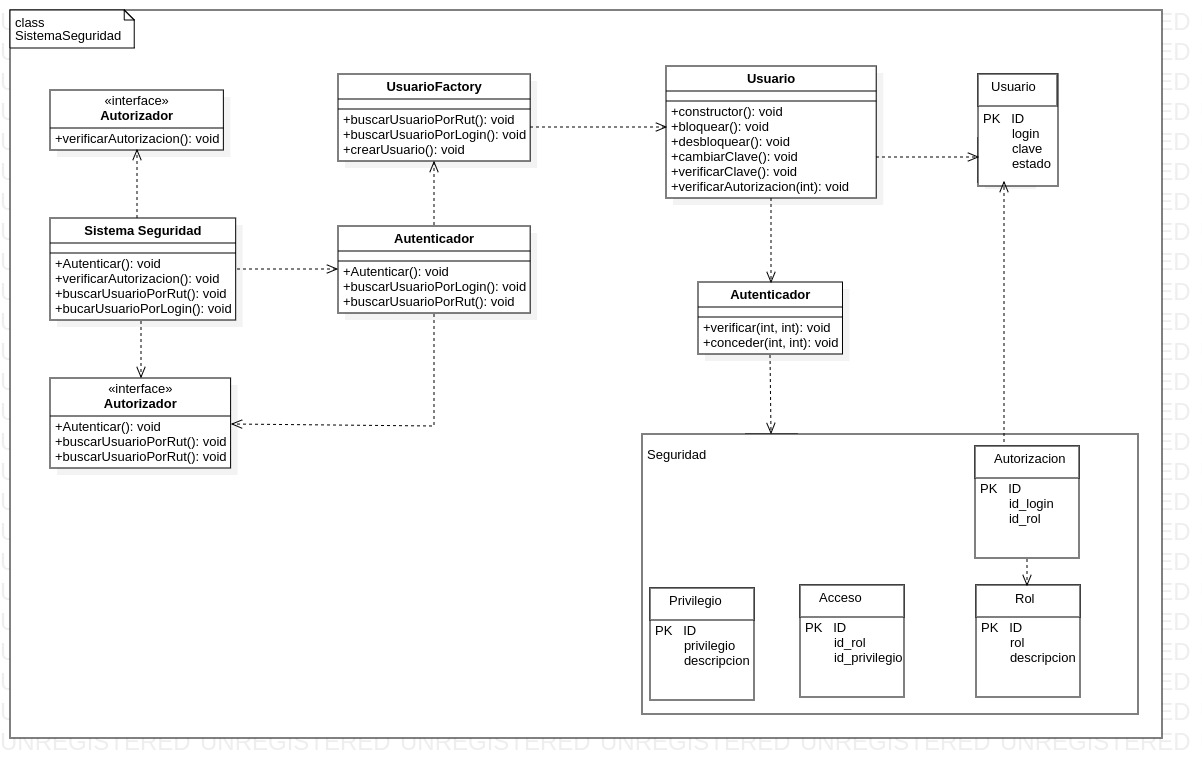 class
SistemaSeguridad
«interface»
Autorizador
+verificarAutorizacion(): void
UsuarioFactory
+buscarUsuarioPorRut(): void
+buscarUsuarioPorLogin(): void
+crearUsuario(): void
Usuario
+constructor(): void
+bloquear(): void
+desbloquear(): void
+cambiarClave(): void
+verificarClave(): void
+verificarAutorizacion(int): void
Usuario
PK ID
login
clave
estado
Sistema Seguridad
+Autenticar(): void
+verificarAutorizacion(): void
+buscarUsuarioPorRut(): void
+bucarUsuarioPorLogin(): void
Autenticador
+Autenticar(): void
+buscarUsuarioPorLogin(): void
+buscarUsuarioPorRut(): void
Autenticador
+verificar(int, int): void
+conceder(int, int): void
«interface»
Autorizador
+Autenticar(): void
+buscarUsuarioPorRut(): void
+buscarUsuarioPorRut(): void
Seguridad
Autorizacion
PK ID
id_login
id_rol
Privilegio
PK ID
privilegio
descripcion
Acceso
PK ID
id_rol
id_privilegio
Rol
PK ID
rol
descripcion
UNREGISTERED UNREGISTERED UNREGISTERED UNREGISTERED UNREGISTERED UNREGISTERED